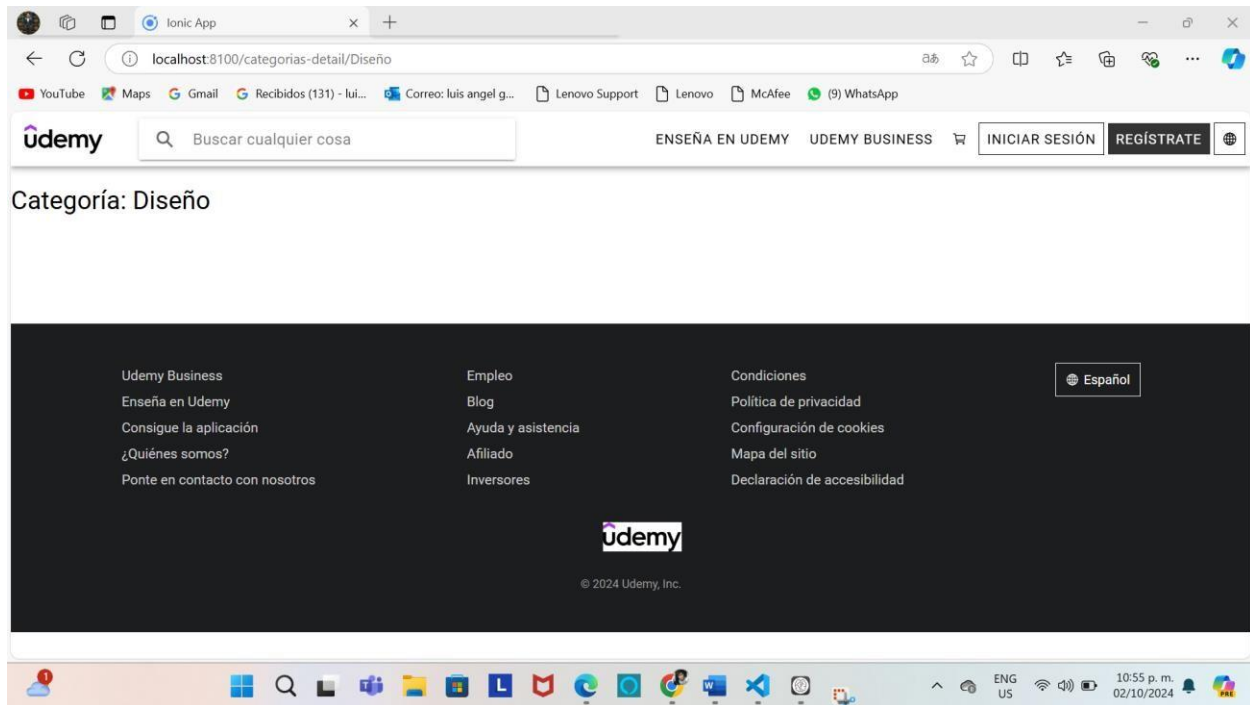 Ionic App
localhost:8100/categorias-detail/Diseño
YouTube Maps Gmail Recibidos (131) - lui... Correo: luis angel g... Lenovo Support Lenovo McAfee (9) WhatsApp
ûdemy Buscar cualquier cosa ENSEÑA EN UDEMY UDEMY BUSINESS INICIAR SESIÓN REGÍSTRATE
Categoría: Diseño
Udemy Business Empleo Condiciones Español
Enseña en Udemy Blog Política de privacidad
Consigue la aplicación Ayuda y asistencia Configuración de cookies
¿Quiénes somos? Afiliado Mapa del sitio
Ponte en contacto con nosotros Inversores Declaración de accesibilidad
ûdemy
© 2024 Udemy, Inc.
1 L ENG 10:55 p. m.
US 02/10/2024 PRE